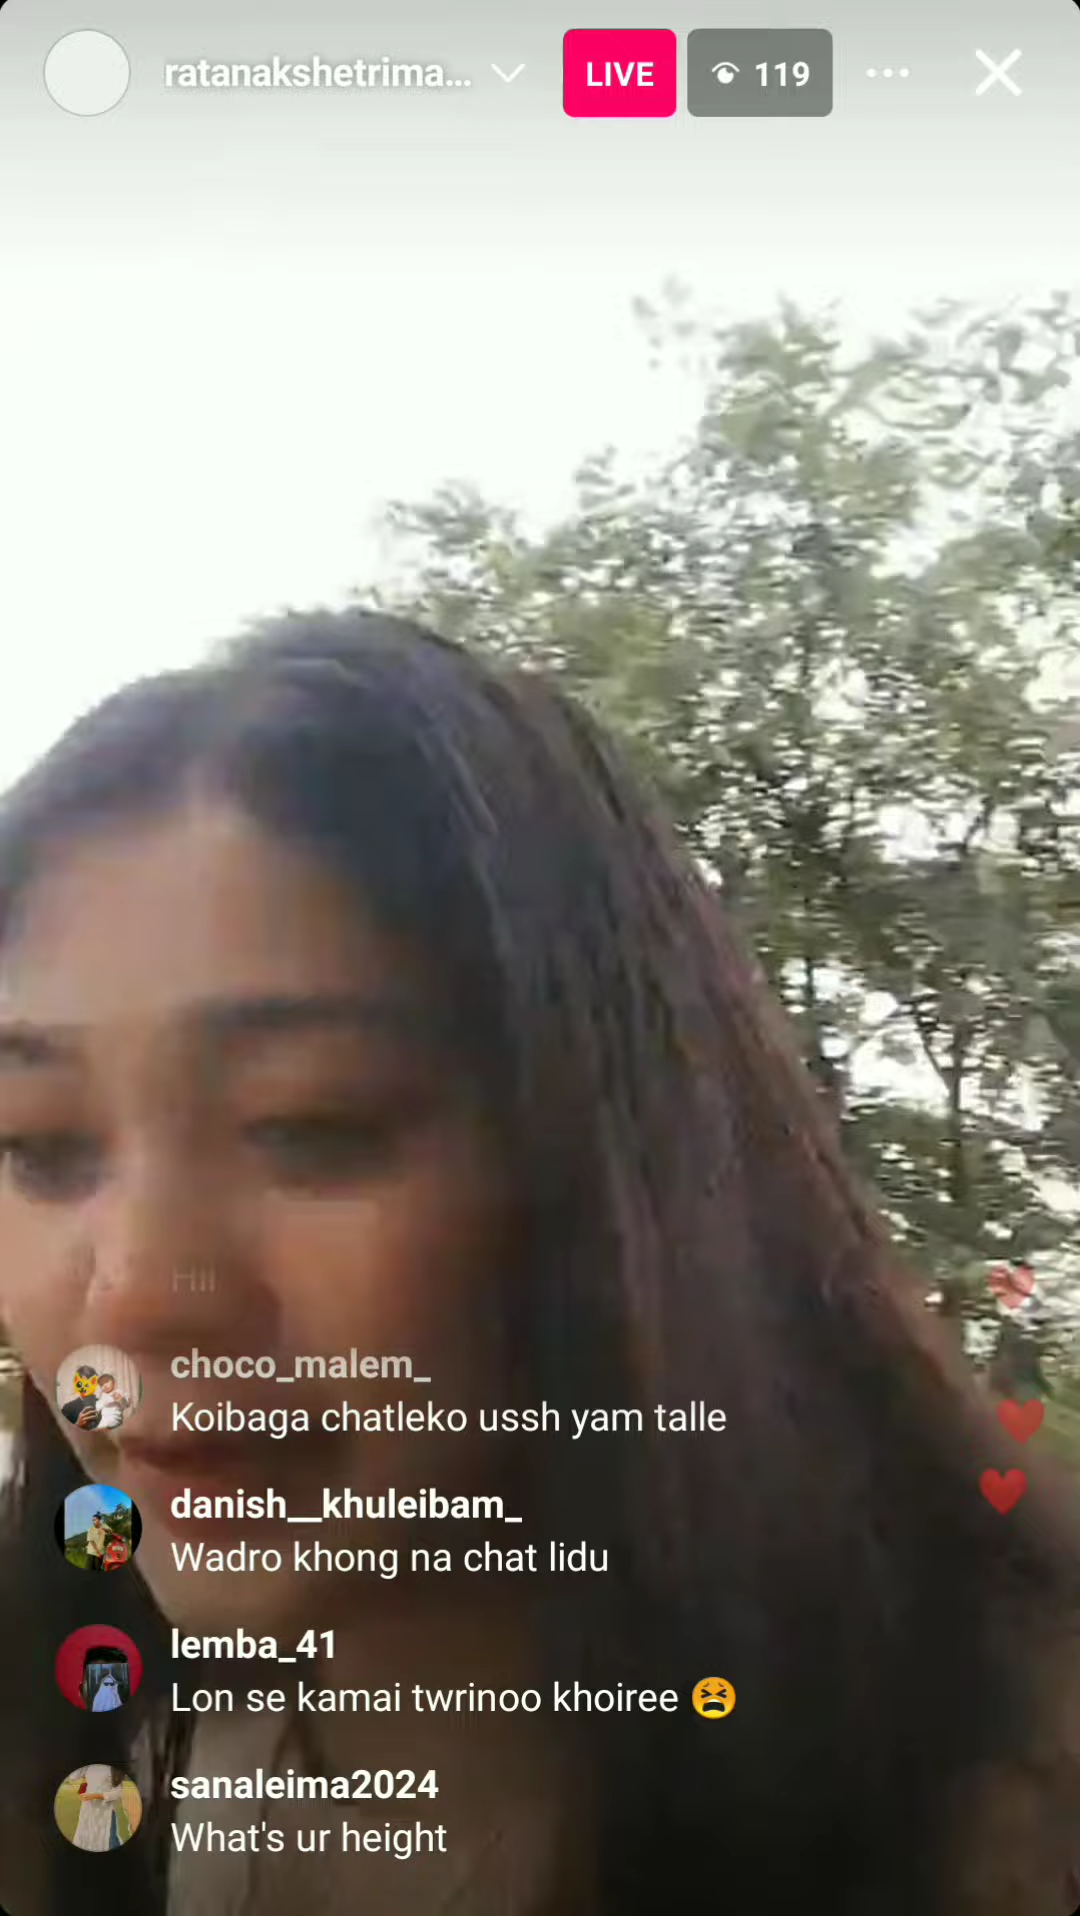 ratanakshetrima...
LIVE
119
HII
choco_malem_
Koibaga chatleko ussh yam talle
danish__khuleibam_
Wadro khong na chat lidu
lemba_41
Lon se kamai twrinoo khoiree 😫
sanaleima2024
What's ur height